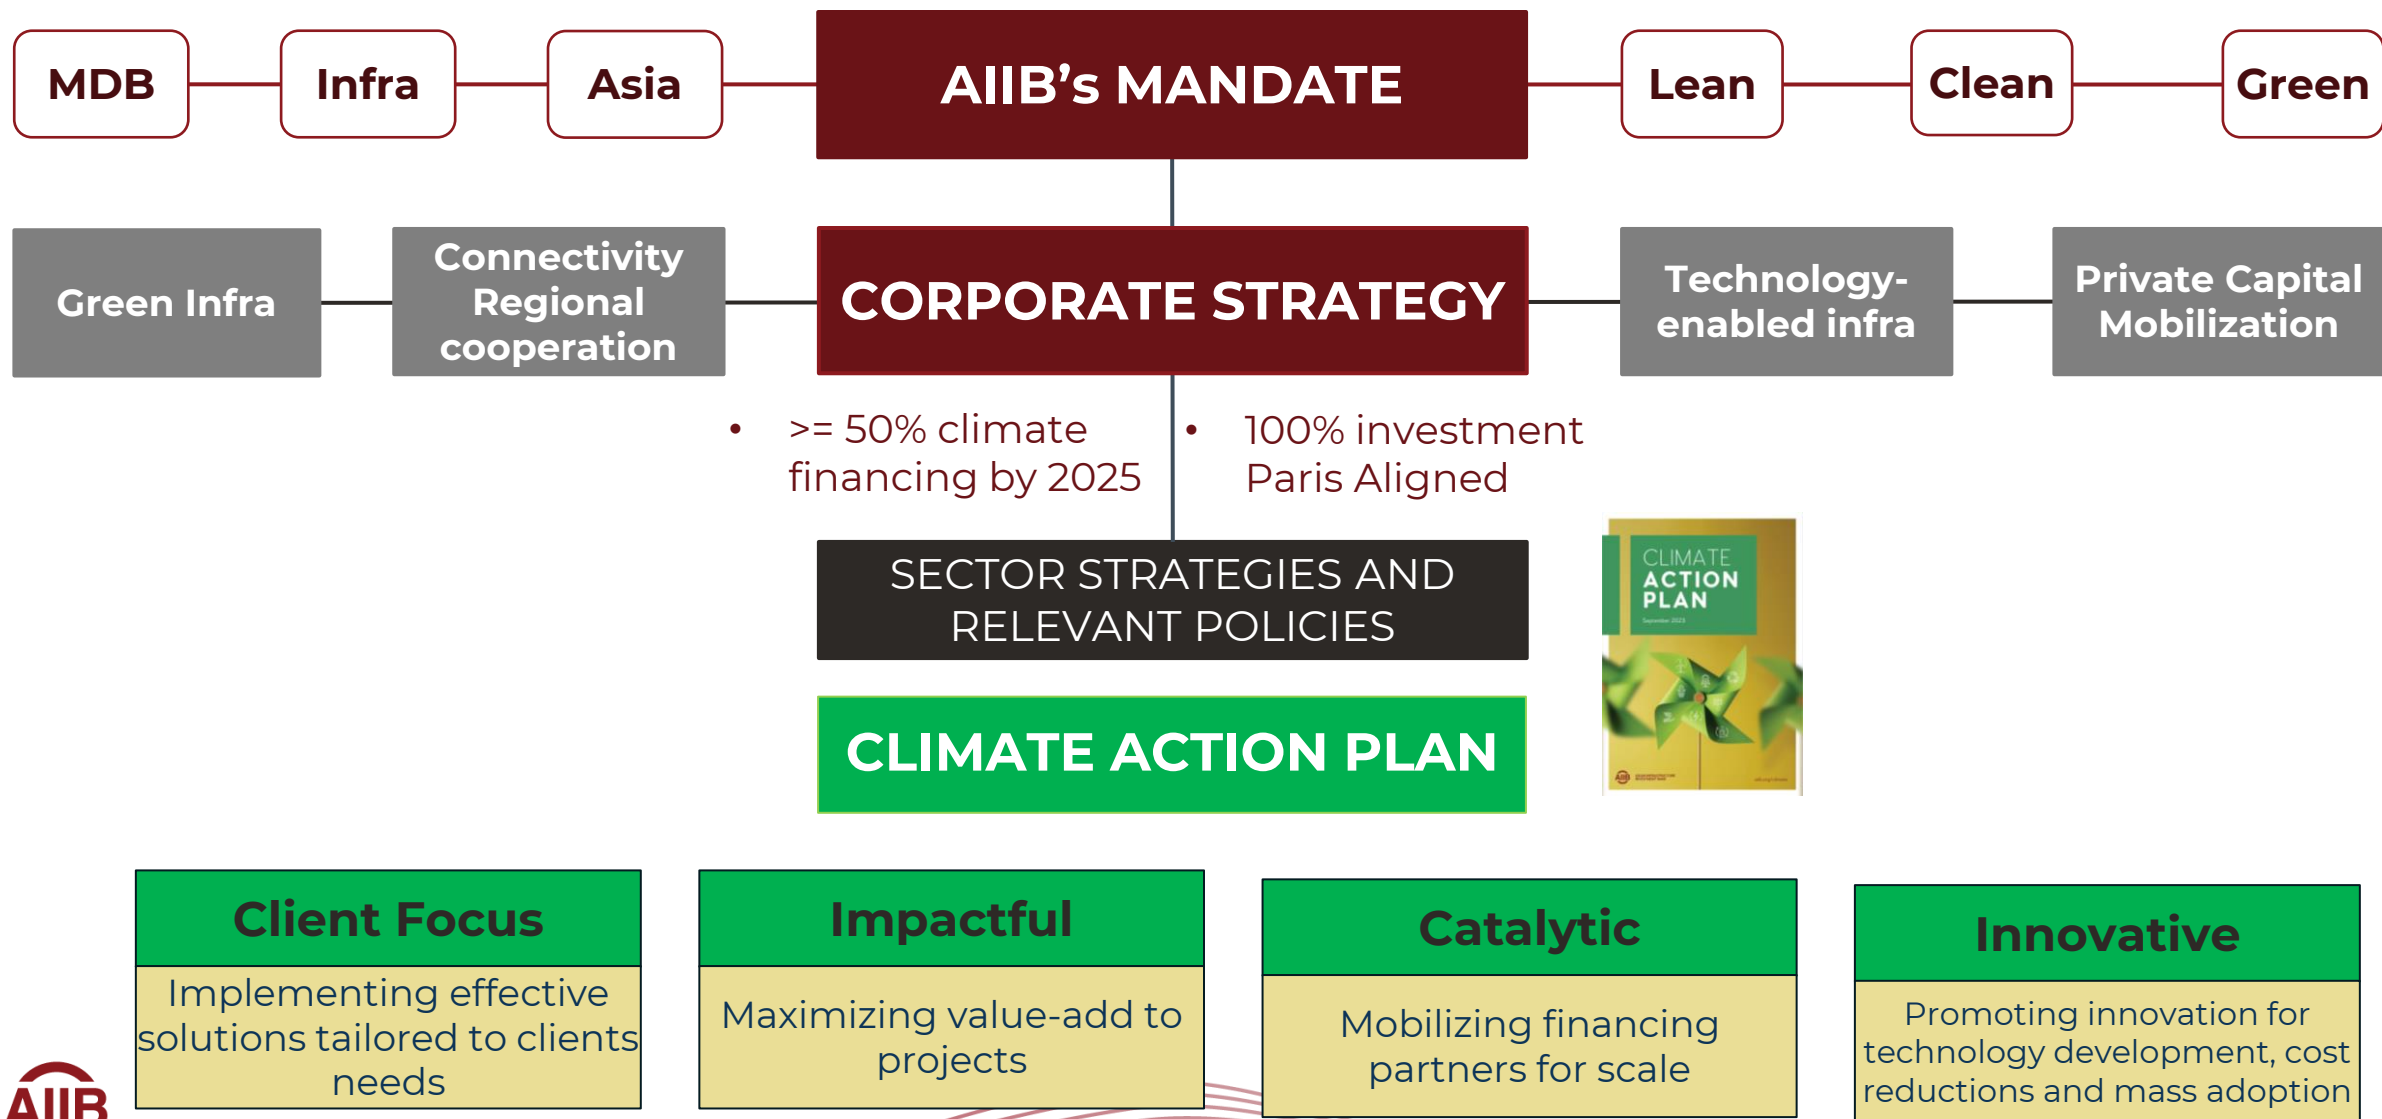 MDB
Infra
Asia
AIIB’s MANDATE
Lean
Clean
Green
Green Infra
Connectivity
Regional
cooperation
CORPORATE STRATEGY
Technology-
enabled infra
Private Capital
Mobilization
• >= 50% climate
financing by 2025
• 100% investment
Paris Aligned
SECTOR STRATEGIES AND
RELEVANT POLICIES
CLIMATE
ACTION
PLAN
September 2023
AIIB
CLIMATE ACTION PLAN
Client Focus
Implementing effective
solutions tailored to clients
needs
Impactful
Maximizing value-add to
projects
Catalytic
Mobilizing financing
partners for scale
Innovative
Promoting innovation for
technology development, cost
reductions and mass adoption
AIIB